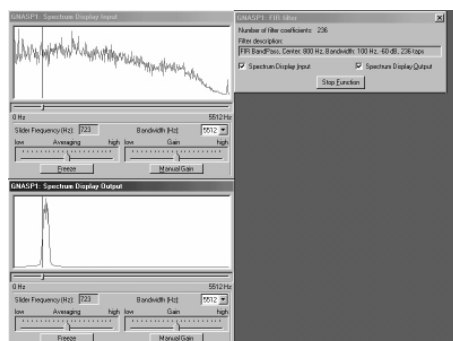 GNASP1: Spectrum Display Input
0 Hz 5512 Hz
Slider Frequency (Hz): 723 Bandwidth (Hz): 5512
low Averaging high low Gain high
Freeze Manual Gain
GNASP1: Spectrum Display Output
0 Hz 5512 Hz
Slider Frequency (Hz): 723 Bandwidth (Hz): 5512
low Averaging high low Gain high
Freeze Manual Gain
GNASP1: FIR filter
Number of filter coefficients: 236
Filter description:
FIR BandPass, Center: 800 Hz, Bandwidth: 100 Hz, -60 dB, 236 taps
Spectrum Display Input Spectrum Display Output
Stop Function